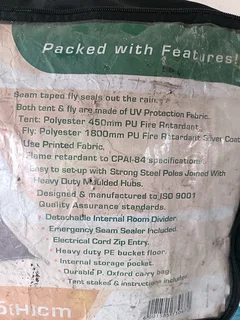 Packed with Features!
Seam taped fly seals out the rain.
Both tent & fly are made of UV Protection Fabric.
Tent: Polyester 450mm PU Fire Retardant
Fly: Polyester 1800mm PU Fire Retardant Silver Coat
Use Printed Fabric.
Flame retardant to CPAI-84 specifications.
Easy to set-up with Strong Steel Poles Joined With
Heavy Duty Moulded Hubs.
Designed & manufactured to ISO 9001
Quality Assurance standards.
Detachable Internal Room Divider.
Emergency Seam Sealer Included.
Electrical Cord Zip Entry.
Heavy duty PE bucket floor.
Internal storage pocket.
Durable P. Oxford carry bag.
Tent stakes & instructions
(H)cm